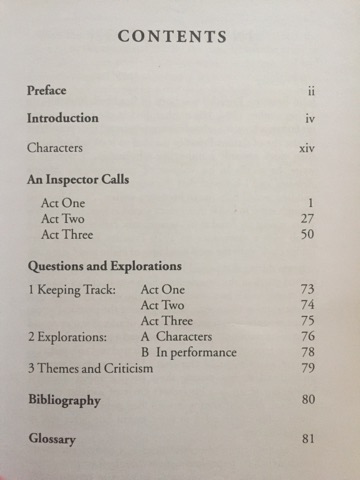 CONTENTS
Preface ii
Introduction iv
Characters xiv
An Inspector Calls
Act One 1
Act Two 27
Act Three 50
Questions and Explorations
1 Keeping Track: Act One 73
Act Two 74
Act Three 75
2 Explorations: A Characters 76
B In performance 78
3 Themes and Criticism 79
Bibliography 80
Glossary 81